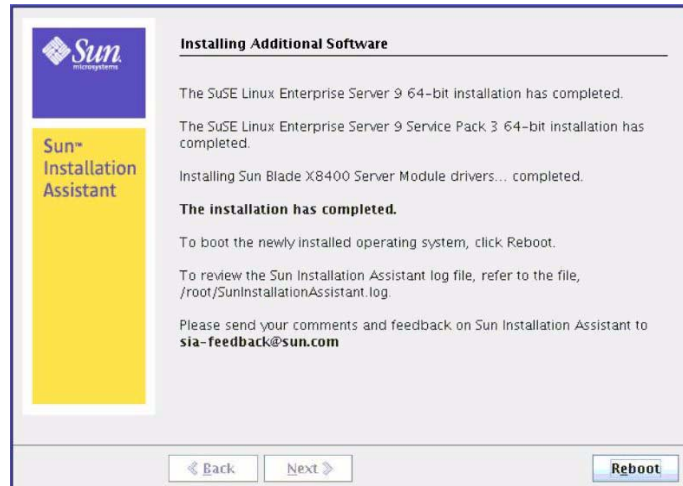 Sun
microsystems
Sun™
Installation
Assistant
Installing Additional Software
The SuSE Linux Enterprise Server 9 64-bit installation has completed.
The SuSE Linux Enterprise Server 9 Service Pack 3 64-bit installation has
completed.
Installing Sun Blade X8400 Server Module drivers... completed.
The installation has completed.
To boot the newly installed operating system, click Reboot.
To review the Sun Installation Assistant log file, refer to the file,
/root/SunInstallationAssistant.log.
Please send your comments and feedback on Sun Installation Assistant to
sia-feedback@sun.com
Back
Next
Reboot